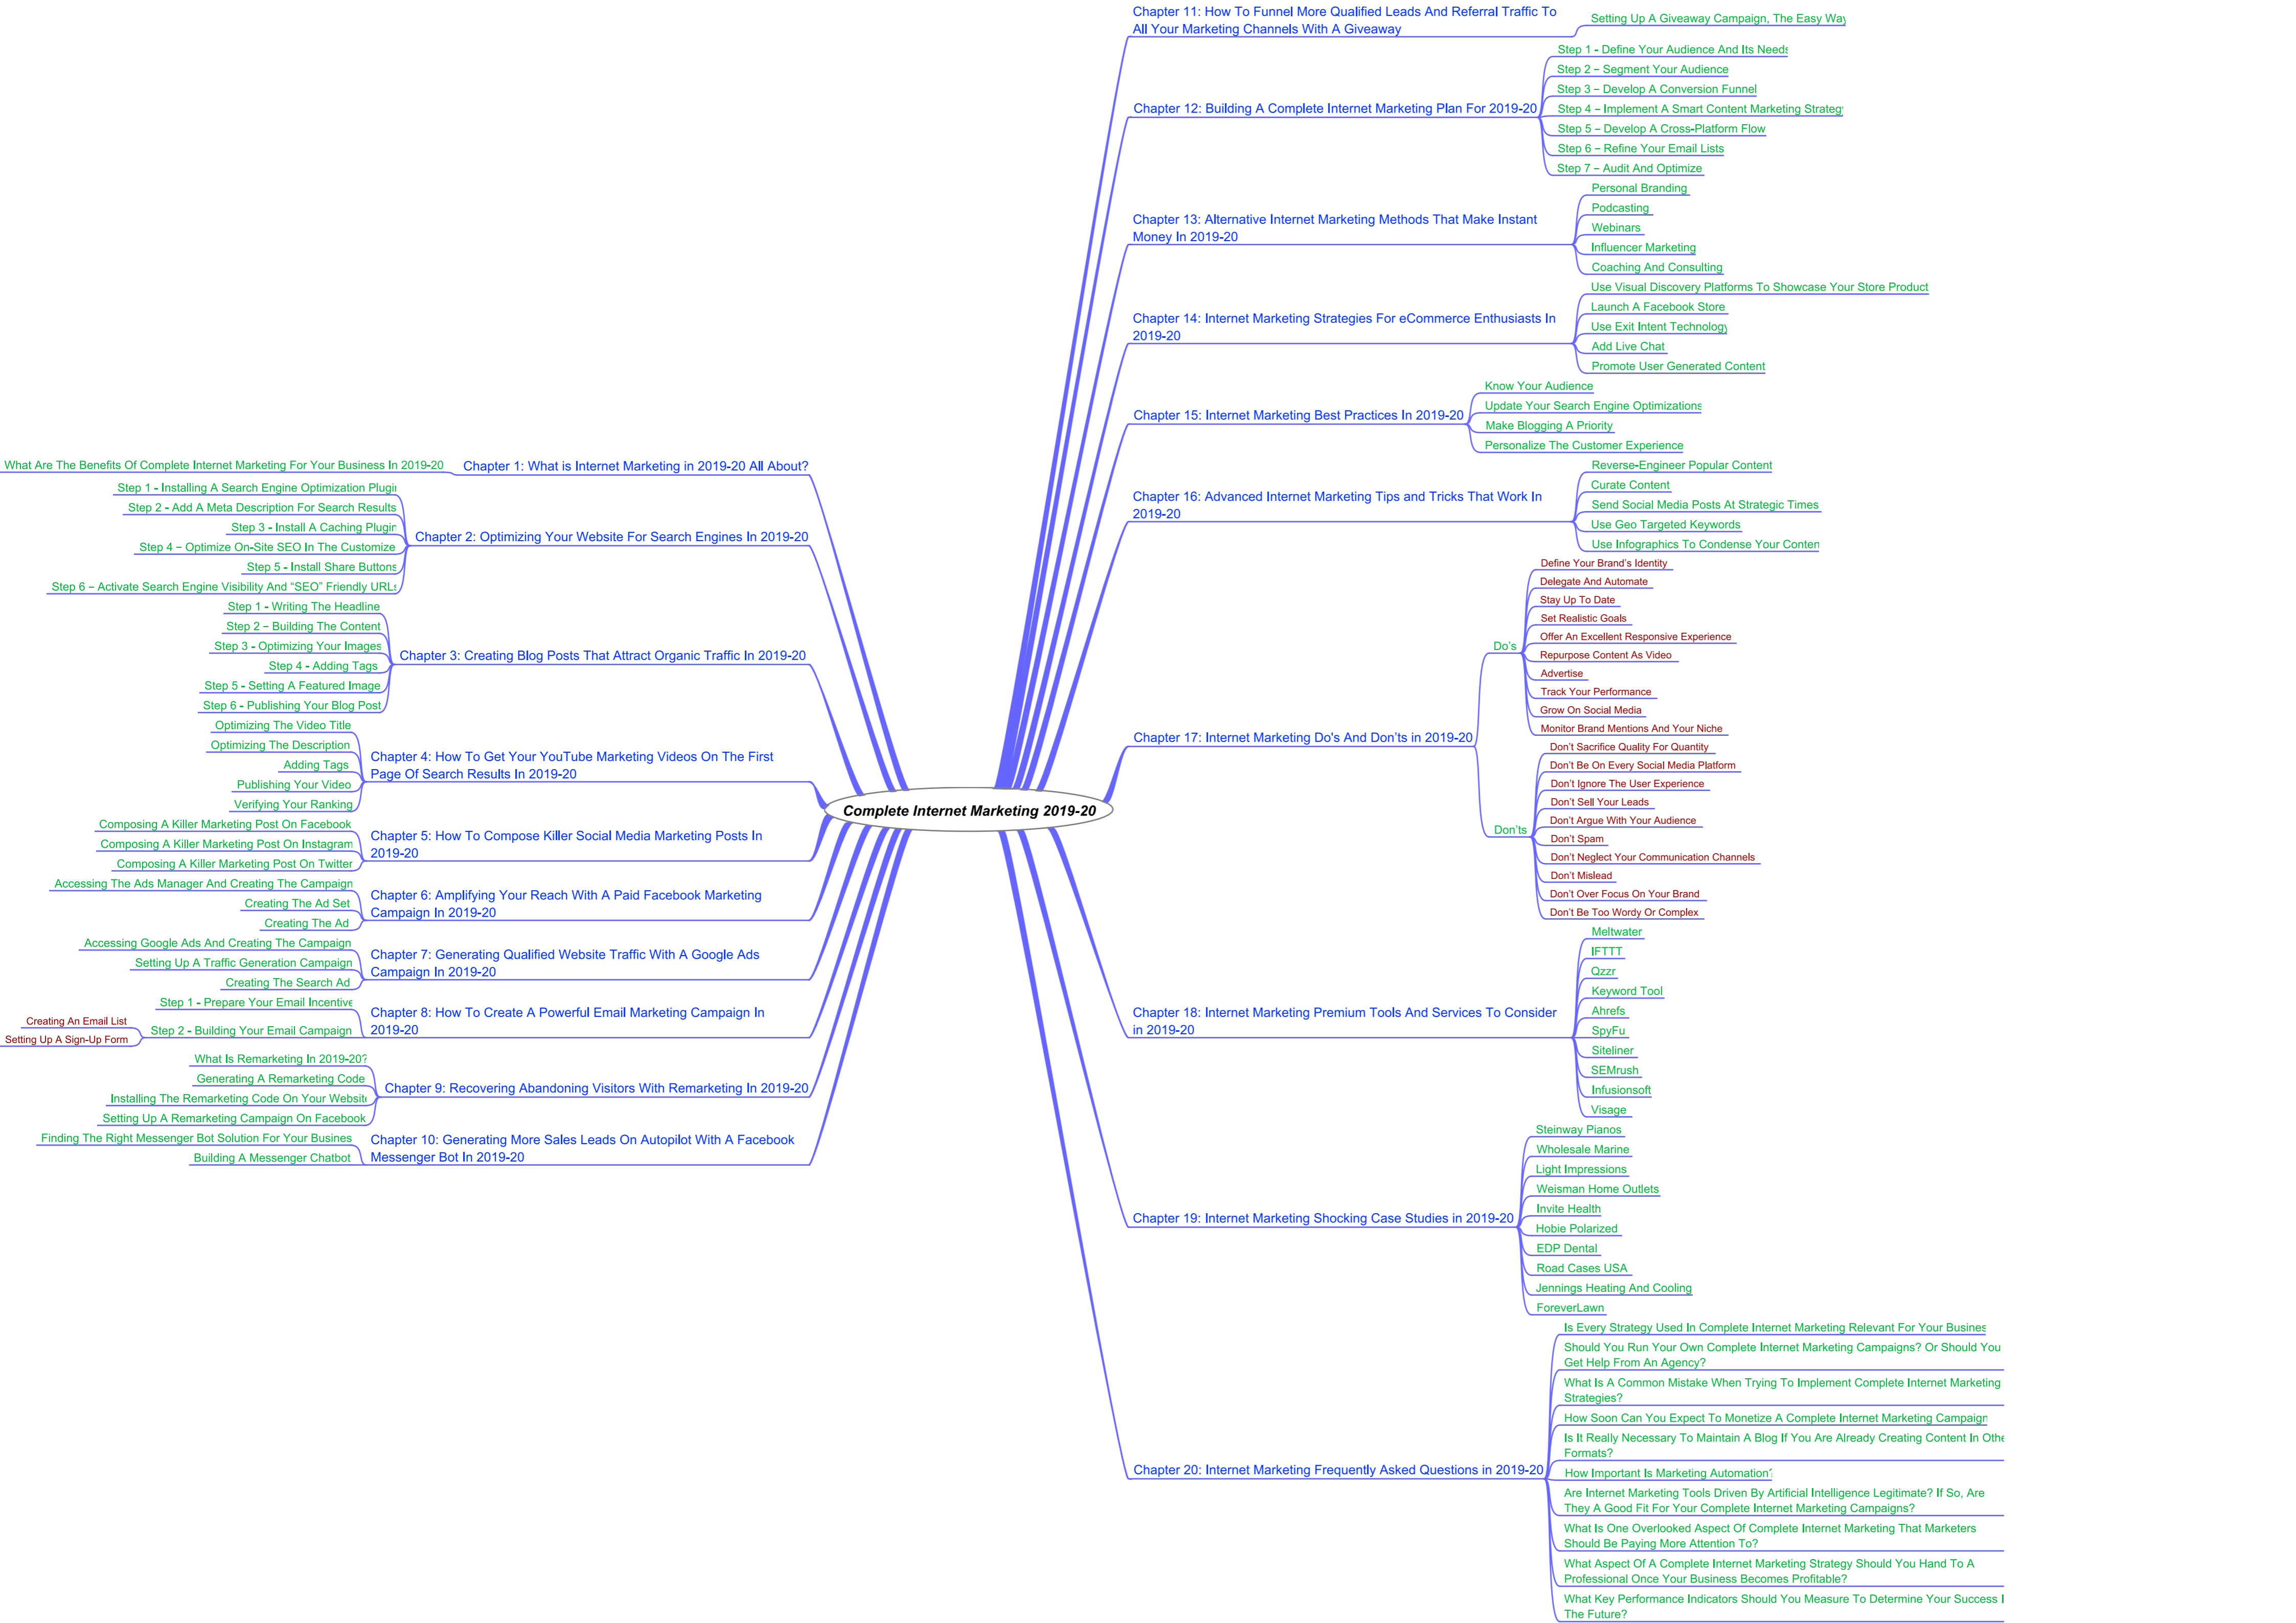 Complete Internet Marketing 2019-20
Chapter 1: What is Internet Marketing in 2019-20 All About?
What Are The Benefits Of Complete Internet Marketing For Your Business In 2019-20
Chapter 2: Optimizing Your Website For Search Engines In 2019-20
Step 1 - Installing A Search Engine Optimization Plugin
Step 2 - Add A Meta Description For Search Results
Step 3 - Install A Caching Plugin
Step 4 – Optimize On-Site SEO In The Customize
Step 5 - Install Share Buttons
Step 6 – Activate Search Engine Visibility And “SEO” Friendly URLs
Chapter 3: Creating Blog Posts That Attract Organic Traffic In 2019-20
Step 1 - Writing The Headline
Step 2 – Building The Content
Step 3 - Optimizing Your Images
Step 4 - Adding Tags
Step 5 - Setting A Featured Image
Step 6 - Publishing Your Blog Post
Chapter 4: How To Get Your YouTube Marketing Videos On The First
Page Of Search Results In 2019-20
Optimizing The Video Title
Optimizing The Description
Adding Tags
Publishing Your Video
Verifying Your Ranking
Chapter 5: How To Compose Killer Social Media Marketing Posts In
2019-20
Composing A Killer Marketing Post On Facebook
Composing A Killer Marketing Post On Instagram
Composing A Killer Marketing Post On Twitter
Chapter 6: Amplifying Your Reach With A Paid Facebook Marketing
Campaign In 2019-20
Accessing The Ads Manager And Creating The Campaign
Creating The Ad Set
Creating The Ad
Chapter 7: Generating Qualified Website Traffic With A Google Ads
Campaign In 2019-20
Accessing Google Ads And Creating The Campaign
Setting Up A Traffic Generation Campaign
Creating The Search Ad
Chapter 8: How To Create A Powerful Email Marketing Campaign In
2019-20
Step 1 - Prepare Your Email Incentive
Step 2 - Building Your Email Campaign
Creating An Email List
Setting Up A Sign-Up Form
Chapter 9: Recovering Abandoning Visitors With Remarketing In 2019-20
What Is Remarketing In 2019-20?
Generating A Remarketing Code
Installing The Remarketing Code On Your Website
Setting Up A Remarketing Campaign On Facebook
Chapter 10: Generating More Sales Leads On Autopilot With A Facebook
Messenger Bot In 2019-20
Finding The Right Messenger Bot Solution For Your Busines
Building A Messenger Chatbot
Chapter 11: How To Funnel More Qualified Leads And Referral Traffic To
All Your Marketing Channels With A Giveaway
Setting Up A Giveaway Campaign, The Easy Way
Chapter 12: Building A Complete Internet Marketing Plan For 2019-20
Step 1 - Define Your Audience And Its Needs
Step 2 – Segment Your Audience
Step 3 – Develop A Conversion Funnel
Step 4 – Implement A Smart Content Marketing Strategy
Step 5 – Develop A Cross-Platform Flow
Step 6 – Refine Your Email Lists
Step 7 – Audit And Optimize
Chapter 13: Alternative Internet Marketing Methods That Make Instant
Money In 2019-20
Personal Branding
Podcasting
Webinars
Influencer Marketing
Coaching And Consulting
Chapter 14: Internet Marketing Strategies For eCommerce Enthusiasts In
2019-20
Use Visual Discovery Platforms To Showcase Your Store Product
Launch A Facebook Store
Use Exit Intent Technology
Add Live Chat
Promote User Generated Content
Chapter 15: Internet Marketing Best Practices In 2019-20
Know Your Audience
Update Your Search Engine Optimizations
Make Blogging A Priority
Personalize The Customer Experience
Chapter 16: Advanced Internet Marketing Tips and Tricks That Work In
2019-20
Reverse-Engineer Popular Content
Curate Content
Send Social Media Posts At Strategic Times
Use Geo Targeted Keywords
Use Infographics To Condense Your Conten
Chapter 17: Internet Marketing Do's And Don’ts in 2019-20
Do’s
Define Your Brand’s Identity
Delegate And Automate
Stay Up To Date
Set Realistic Goals
Offer An Excellent Responsive Experience
Repurpose Content As Video
Advertise
Track Your Performance
Grow On Social Media
Monitor Brand Mentions And Your Niche
Don’ts
Don’t Sacrifice Quality For Quantity
Don’t Be On Every Social Media Platform
Don’t Ignore The User Experience
Don’t Sell Your Leads
Don’t Argue With Your Audience
Don’t Spam
Don’t Neglect Your Communication Channels
Don’t Mislead
Don’t Over Focus On Your Brand
Don’t Be Too Wordy Or Complex
Chapter 18: Internet Marketing Premium Tools And Services To Consider
in 2019-20
Meltwater
IFTTT
Qzzr
Keyword Tool
Ahrefs
SpyFu
Siteliner
SEMrush
Infusionsoft
Visage
Chapter 19: Internet Marketing Shocking Case Studies in 2019-20
Steinway Pianos
Wholesale Marine
Light Impressions
Weisman Home Outlets
Invite Health
Hobie Polarized
EDP Dental
Road Cases USA
Jennings Heating And Cooling
ForeverLawn
Chapter 20: Internet Marketing Frequently Asked Questions in 2019-20
Is Every Strategy Used In Complete Internet Marketing Relevant For Your Busines
Should You Run Your Own Complete Internet Marketing Campaigns? Or Should You
Get Help From An Agency?
What Is A Common Mistake When Trying To Implement Complete Internet Marketing
Strategies?
How Soon Can You Expect To Monetize A Complete Internet Marketing Campaign
Is It Really Necessary To Maintain A Blog If You Are Already Creating Content In Othe
Formats?
How Important Is Marketing Automation?
Are Internet Marketing Tools Driven By Artificial Intelligence Legitimate? If So, Are
They A Good Fit For Your Complete Internet Marketing Campaigns?
What Is One Overlooked Aspect Of Complete Internet Marketing That Marketers
Should Be Paying More Attention To?
What Aspect Of A Complete Internet Marketing Strategy Should You Hand To A
Professional Once Your Business Becomes Profitable?
What Key Performance Indicators Should You Measure To Determine Your Success I
The Future?